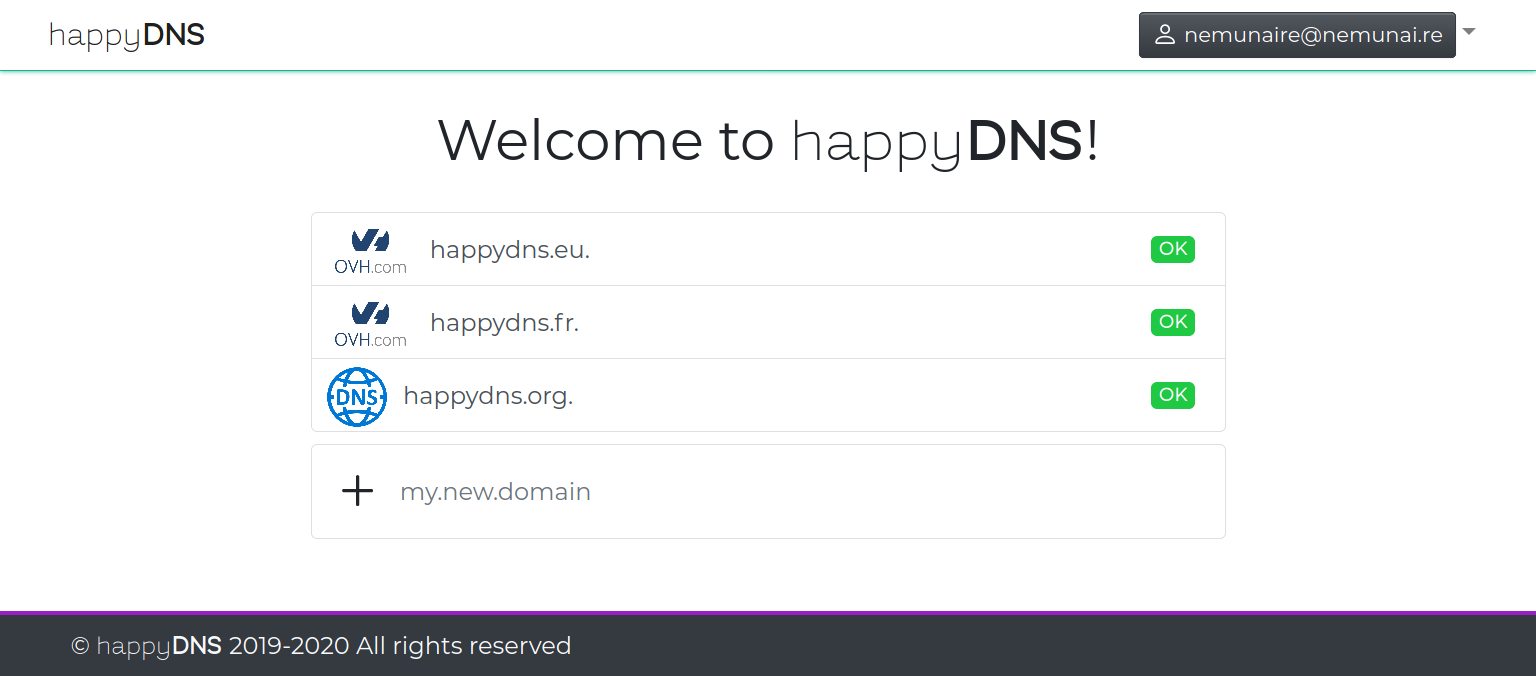 happyDNS
nemunaire@nemunai.re
Welcome to happyDNS!
OVH.com
happydns.eu.
OK
OVH.com
happydns.fr.
OK
DNS
happydns.org.
OK
my.new.domain
© happyDNS 2019-2020 All rights reserved